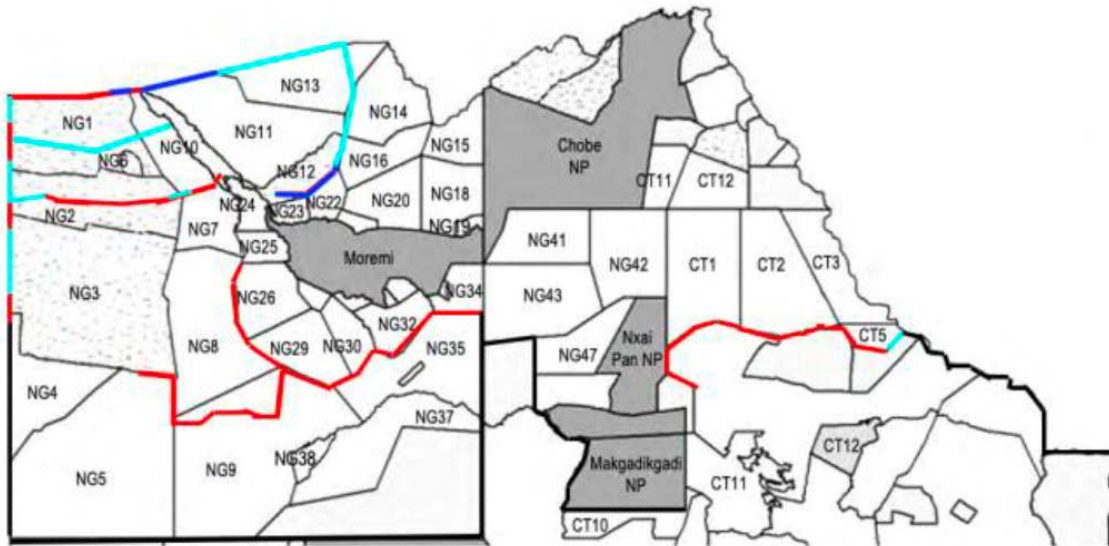 NG13
NG14
NG1
NG11
NG15
NG10
Chobe
NP
NG6
NG12
NG16
CT11
CT12
NG24
NG23
NG22
NG20
NG18
NG2
NG19
NG7
NG25
NG41
Moremi
NG42
CT1
CT2
CT3
NG3
NG26
NG34
NG43
NG32
NG8
NG29
NG30
NG35
NG47
Nxai
Pan NP
CT5
NG4
NG37
NG38
CT12
NG5
NG9
Makgadikgadi
NP
CT11
CT10